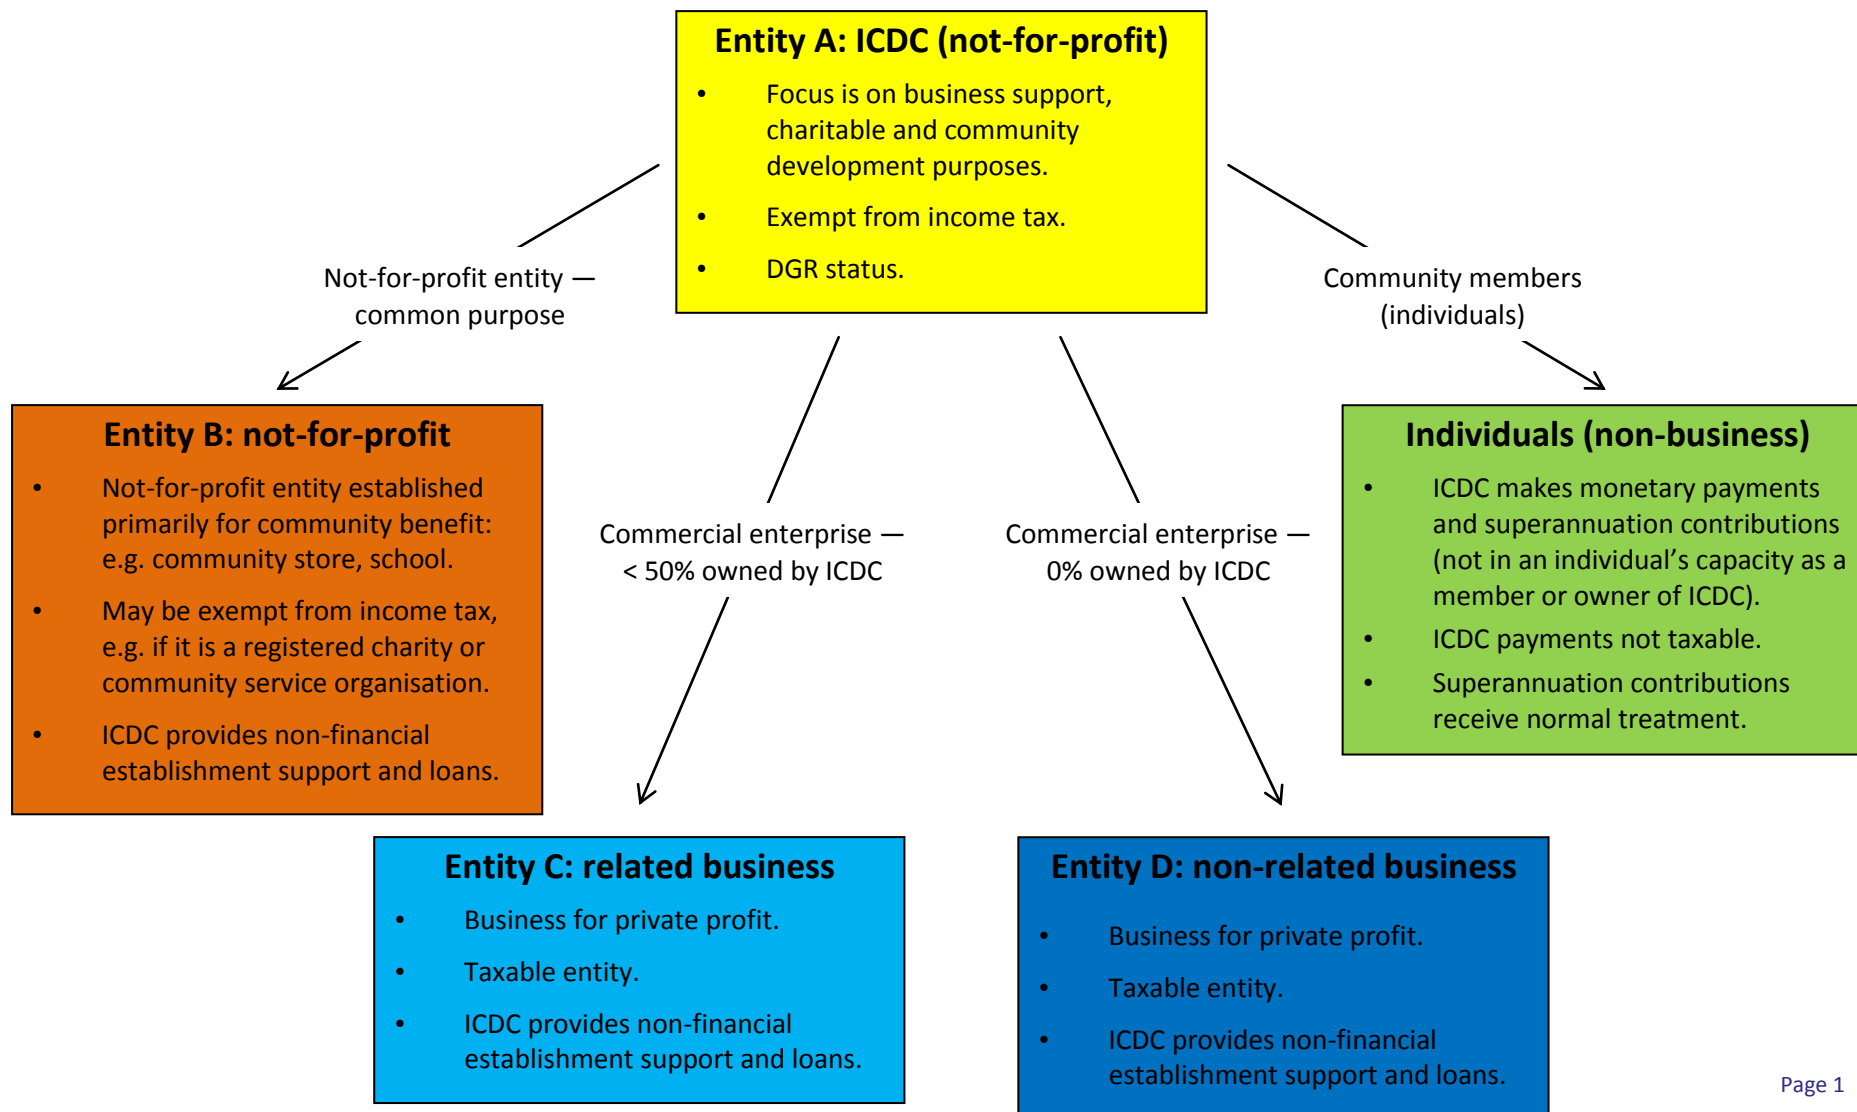 Entity A: ICDC (not-for-profit)
• Focus is on business support,
charitable and community
development purposes.
• Exempt from income tax.
• DGR status.
Not-for-profit entity —
common purpose
Community members
(individuals)
Entity B: not-for-profit
• Not-for-profit entity established
primarily for community benefit:
e.g. community store, school.
• May be exempt from income tax,
e.g. if it is a registered charity or
community service organisation.
• ICDC provides non-financial
establishment support and loans.
Commercial enterprise —
< 50% owned by ICDC
Commercial enterprise —
0% owned by ICDC
Individuals (non-business)
• ICDC makes monetary payments
and superannuation contributions
(not in an individual’s capacity as a
member or owner of ICDC).
• ICDC payments not taxable.
• Superannuation contributions
receive normal treatment.
Entity C: related business
• Business for private profit.
• Taxable entity.
• ICDC provides non-financial
establishment support and loans.
Entity D: non-related business
• Business for private profit.
• Taxable entity.
• ICDC provides non-financial
establishment support and loans.
Page 1